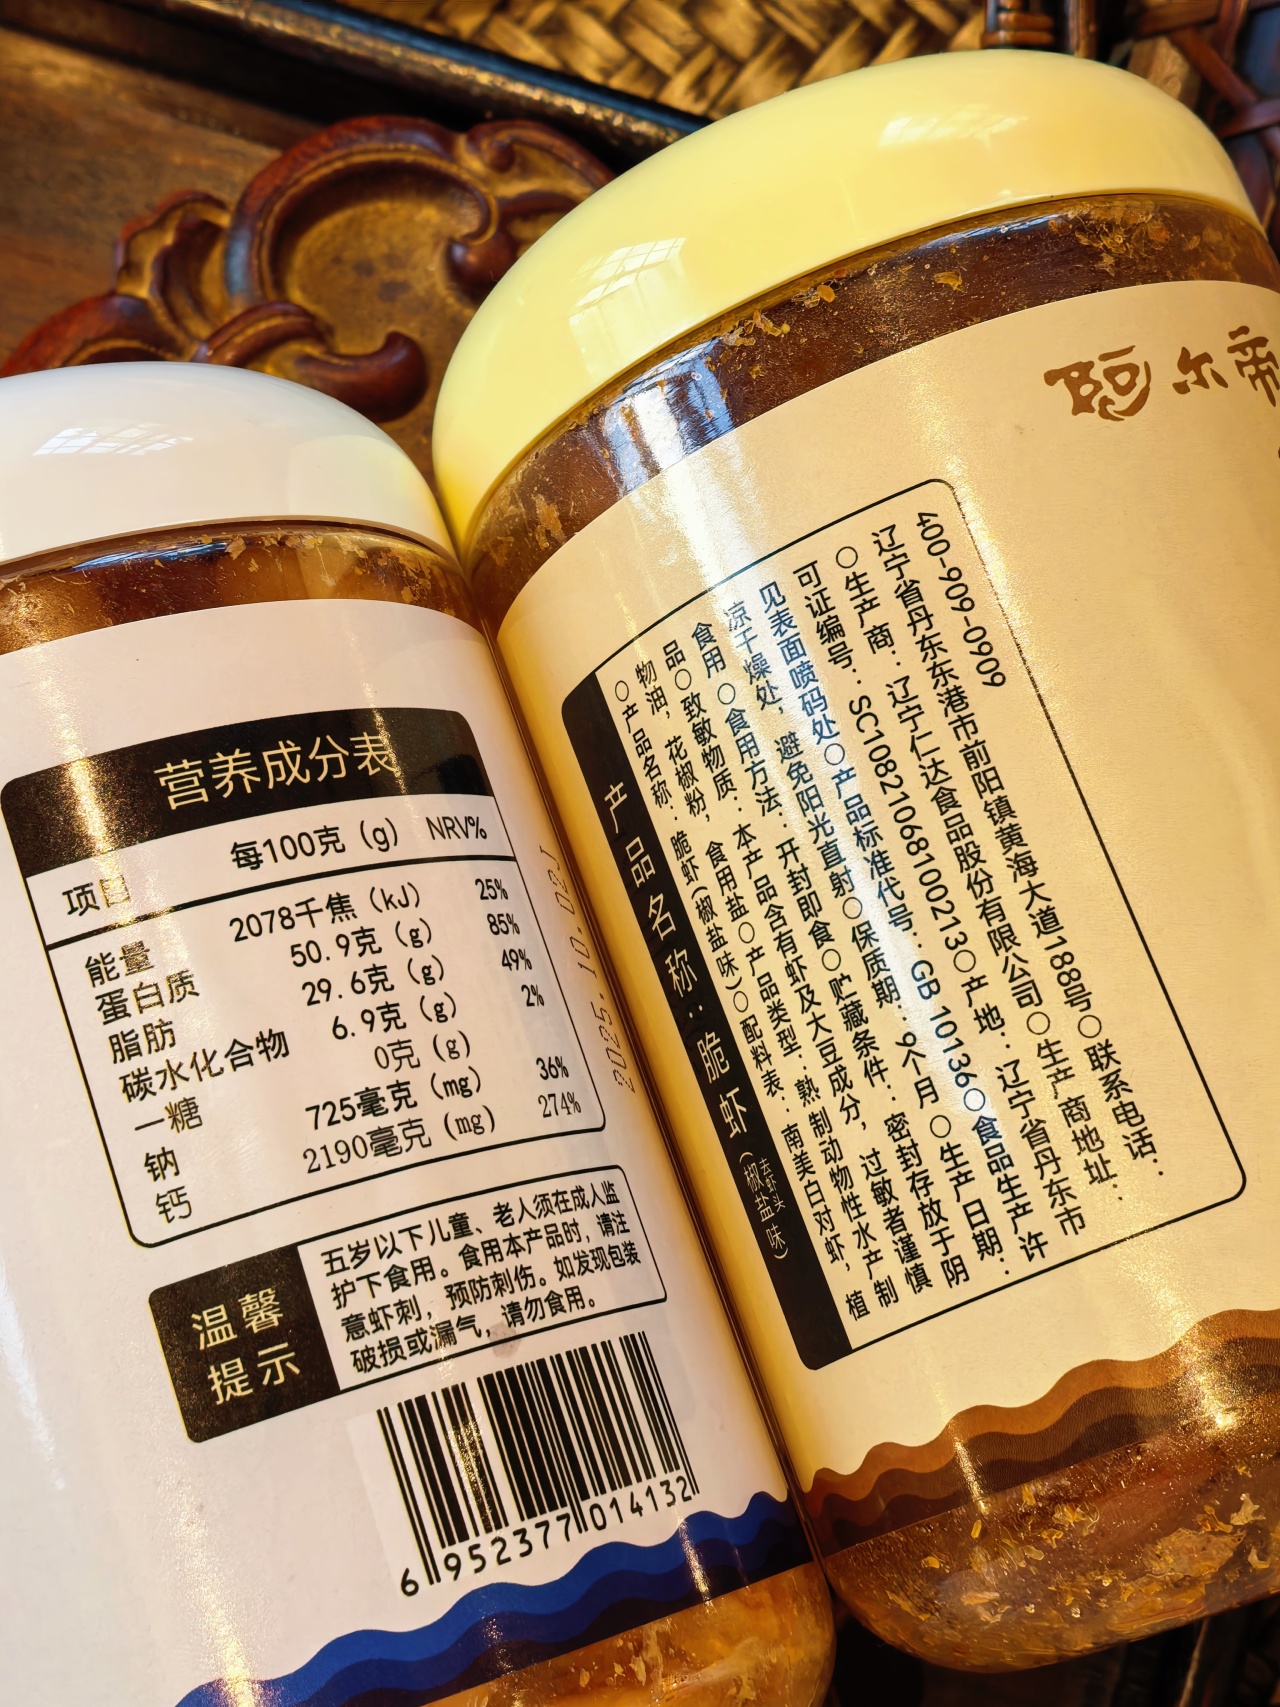 营养成分表
项目 每100克（g） NRV%
能量 2078千焦（kJ） 25%
蛋白质 50.9克（g） 85%
脂肪 29.6克（g） 49%
碳水化合物 6.9克（g） 2%
—糖 0克（g）
钠 725毫克（mg） 36%
钙 2190毫克（mg） 274%
温馨
提示
五岁以下儿童、老人须在成人监
护下食用。食用本产品时，请注
意虾刺，预防刺伤。如发现包装
破损或漏气，请勿食用。
6 952377 014132
2025.10.02J
阿尔帝
产品名称：脆虾（去虾头椒盐味）
○产品名称：脆虾（椒盐味）○配料表：南美白对虾，植
物油，花椒粉，食用盐○产品类型：熟制动物性水产制
品○致敏物质：本产品含有虾及大豆成分，过敏者谨慎
食用○食用方法：开封即食○贮藏条件：密封存放于阴
凉干燥处，避免阳光直射○保质期：9个月○生产日期：
见表面喷码处○产品标准代号：GB 10136○食品生产许
可证编号：SC10821068100213○产地：辽宁省丹东市
○生产商：辽宁仁达食品股份有限公司○生产商地址：
辽宁省丹东东港市前阳镇黄海大道188号○联系电话：
400-909-0909